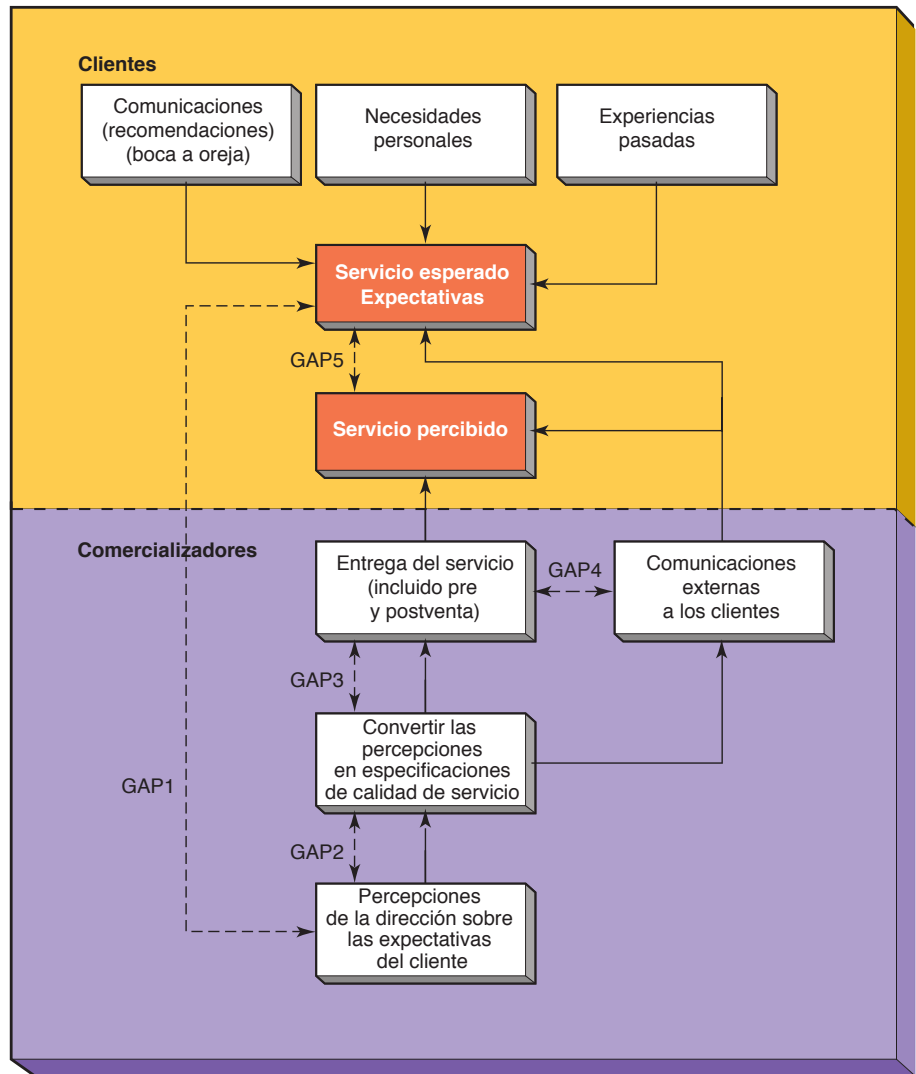 Clientes
Comunicaciones
(recomendaciones)
(boca a oreja)
Necesidades
personales
Experiencias
pasadas
Servicio esperado
Expectativas
GAP5
Servicio percibido
Comercializadores
Entrega del servicio
(incluido pre
y postventa)
GAP4
Comunicaciones
externas
a los clientes
GAP3
Convertir las
percepciones
en especificaciones
de calidad de servicio
GAP1
GAP2
Percepciones
de la dirección sobre
las expectativas
del cliente